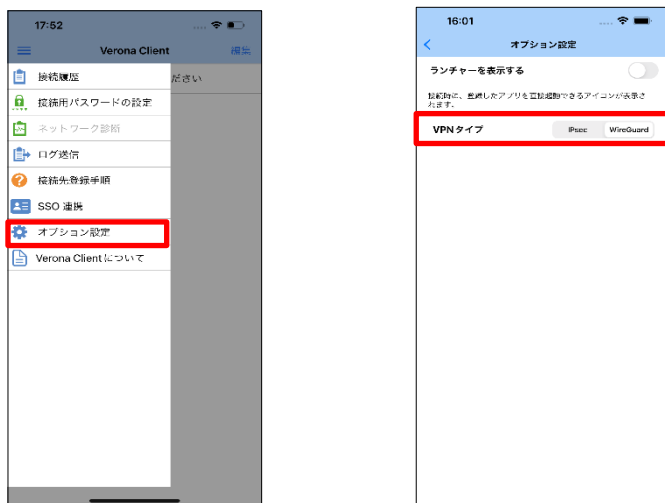 17:52
Verona Client
編集
接続履歴
ださい
接続用パスワードの設定
ネットワーク診断
ログ送信
接続先登録手順
SSO 連携
オプション設定
Verona Client について
16:01
オプション設定
ランチャーを表示する
接続時に、登録したアプリを直接起動できるアイコンが表示さ
れます。
VPN タイプ
IPsec
WireGuard